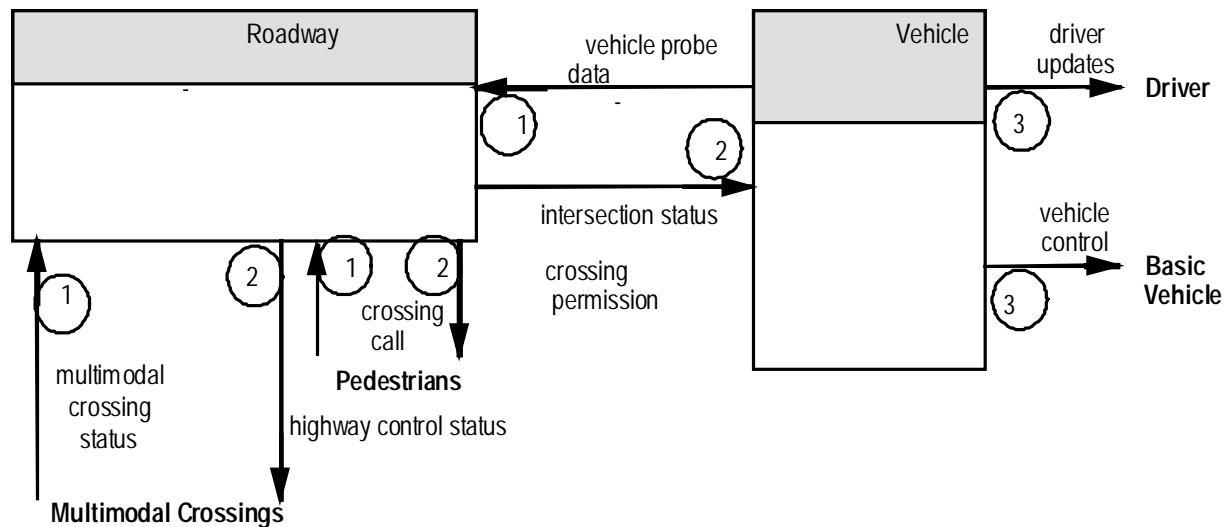 Roadway
vehicle probe
data
Vehicle
driver
updates
Driver
1
2
3
intersection status
vehicle
control
Basic
Vehicle
3
1
2
1
2
crossing
permission
crossing
call
Pedestrians
multimodal
crossing
status
highway control status
Multimodal Crossings